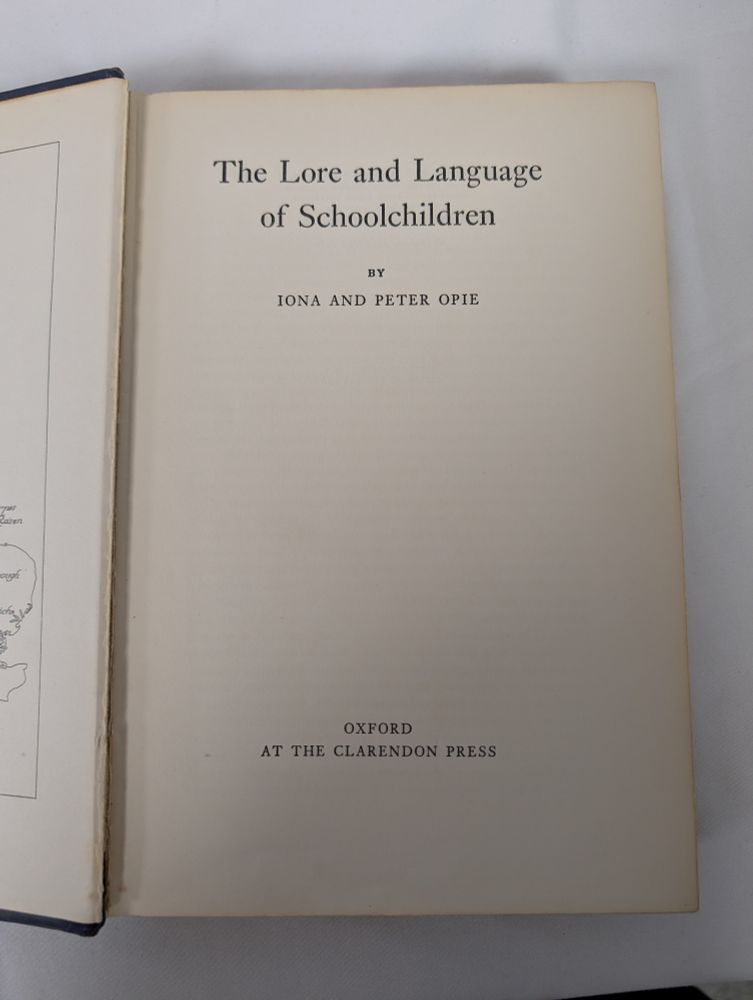 The Lore and Language
of Schoolchildren
BY
IONA AND PETER OPIE
OXFORD
AT THE CLARENDON PRESS